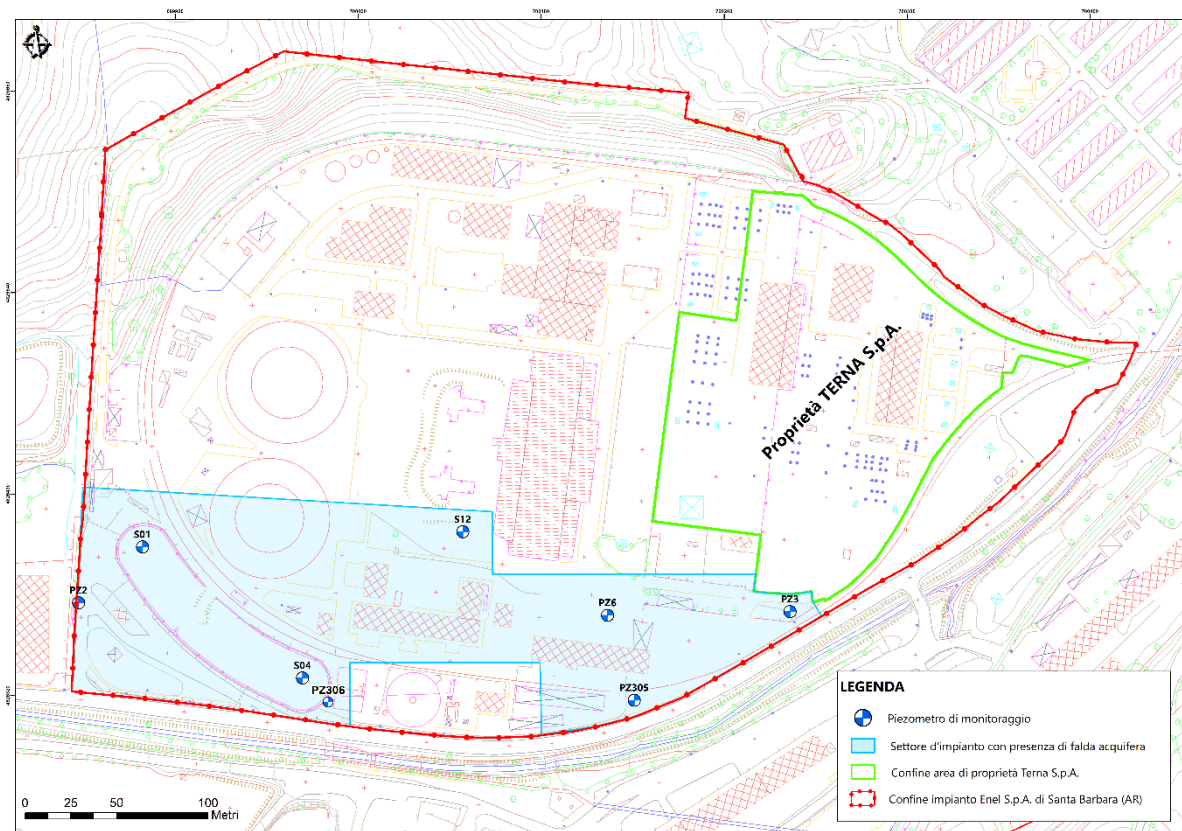 Proprietà TERNA S.p.A.
S12
S01
PZ2
PZ6
PZ3
S04
PZ306
PZ305
LEGENDA
Piezometro di monitoraggio
Settore d'impianto con presenza di falda acquifera
Confine area di proprietà Terna S.p.A.
Confine impianto Enel S.p.A. di Santa Barbara (AR)
0 25 50 100
Metri